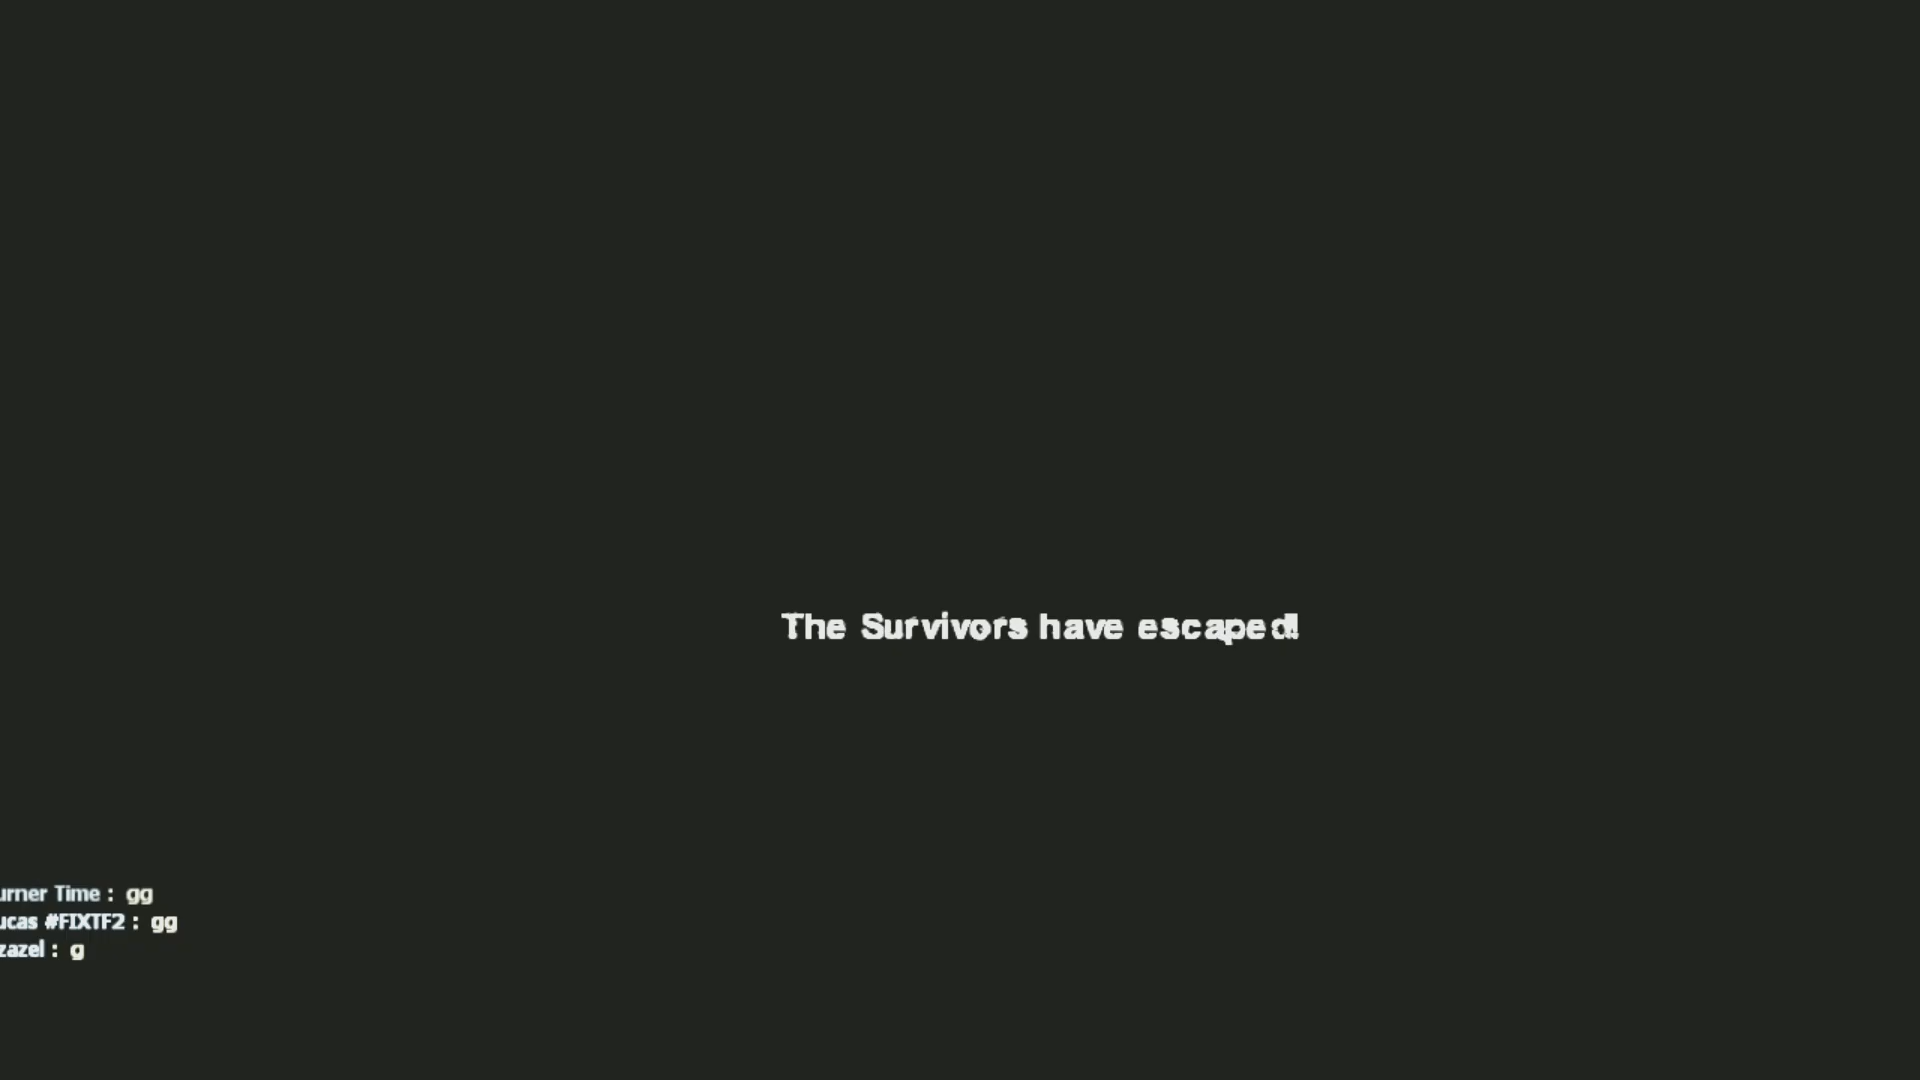 The Survivors have escaped!
urner Time : gg
ucas #FIXTF2 : gg
zazel : g